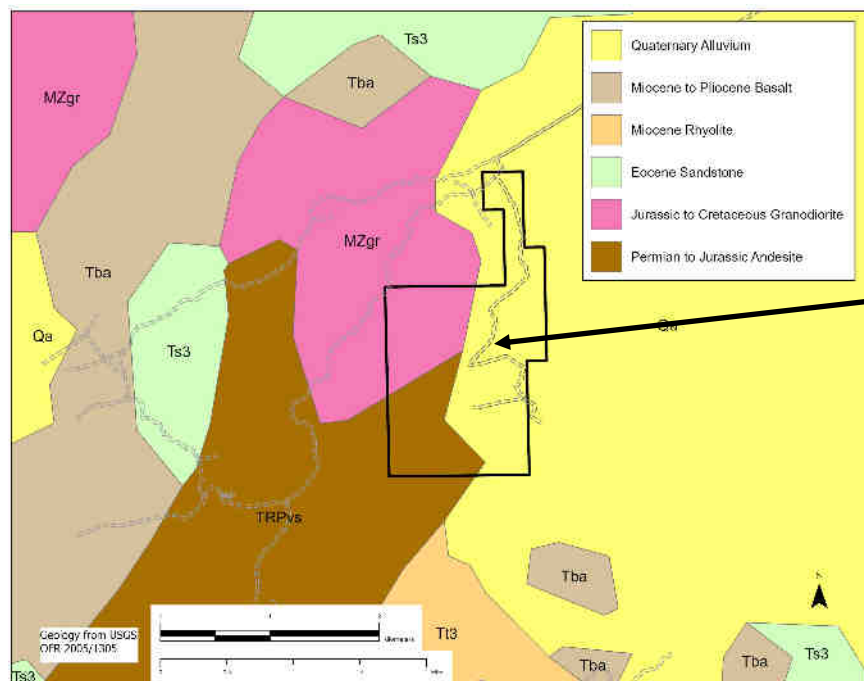 Ts3
Tba
MZgr
Quaternary Alluvium
Miocene to Pliocene Basalt
Miocene Rhyolite
Eocene Sandstone
Jurassic to Cretaceous Granodiorite
Permian to Jurassic Andesite
MZgr
Tba
Qa
Ts3
Qa
TRPvs
Tba
Geology from USGS
OFR 2005/1305
Tt3
Tba
Tba
Ts3
Ts3